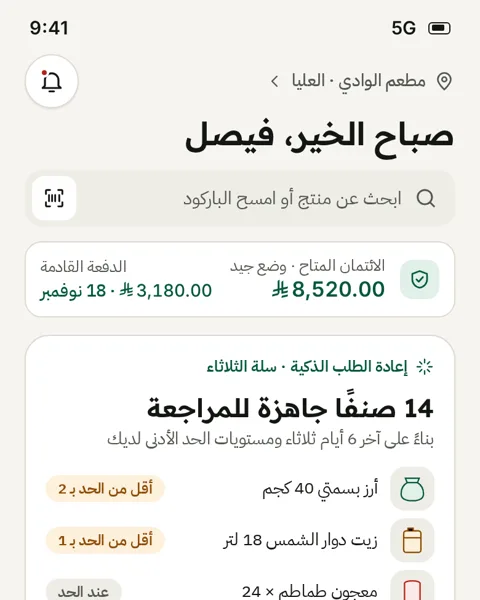 9:41
5G
مطعم الوادي · العليا
صباح الخير، فيصل
ابحث عن منتج أو امسح الباركود
الائتمان المتاح · وضع جيد
⃁ 8,520.00
الدفعة القادمة
⃁ 3,180.00 · 18 نوفمبر
إعادة الطلب الذكية · سلة الثلاثاء
14 صنفًا جاهزة للمراجعة
بناءً على آخر 6 أيام ثلاثاء ومستويات الحد الأدنى لديك
أرز بسمتي 40 كجم
أقل من الحد بـ 2
زيت دوار الشمس 18 لتر
أقل من الحد بـ 1
معجون طماطم × 24
عند الحد